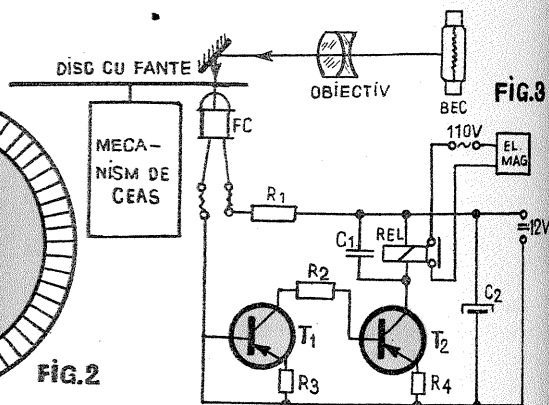 DISC CU FANTE
OBIECTIV
BEC
FIG.3
FC
MECA-
NISM DE
CEAS
110V
EL
MAG
R1
C1
REL
=12V
R2
C2
T1
T2
R3
R4
FIG.2